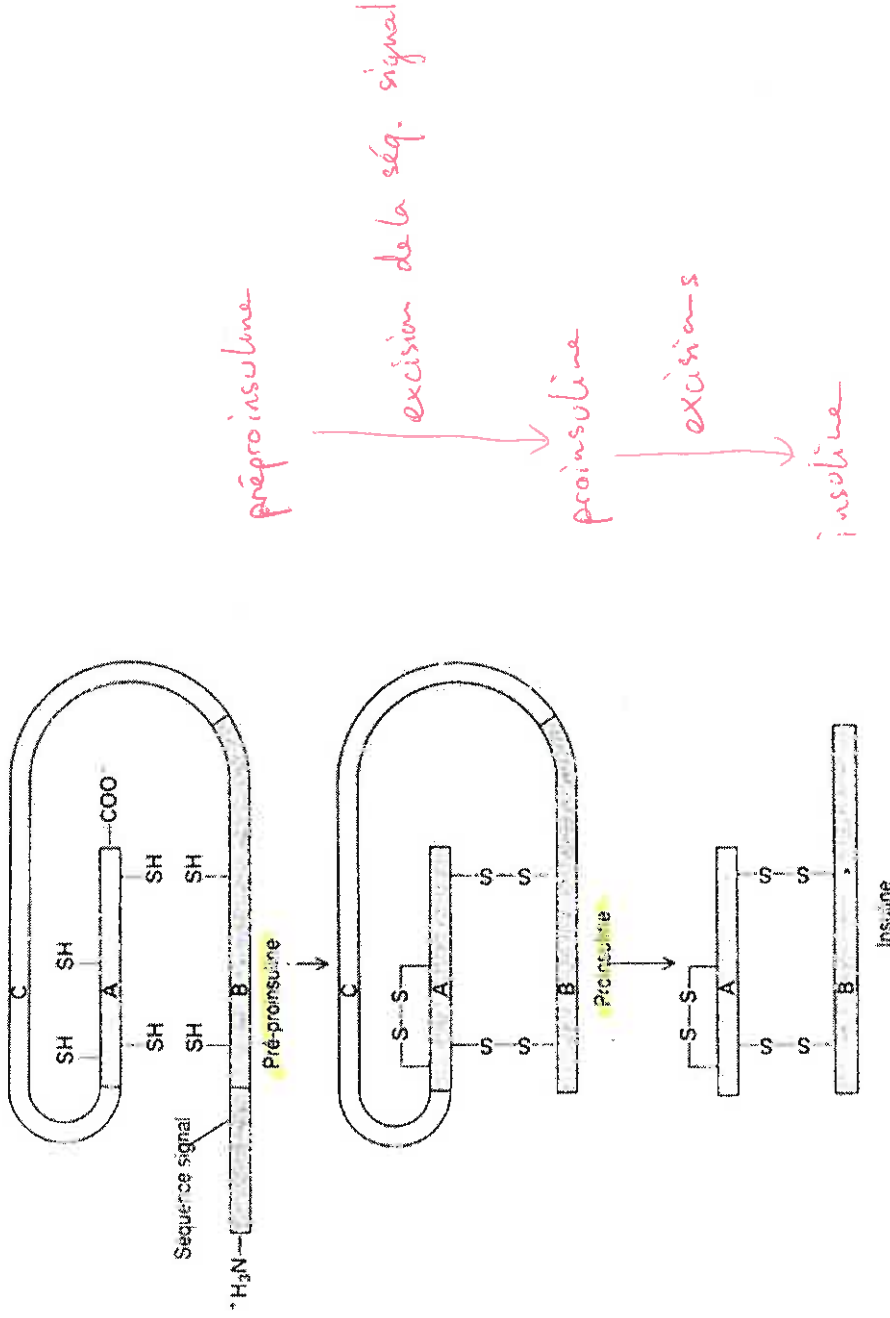 C
SH SH
A
COO⁻
SH SH
SH SH
Séquence signal
⁺H₃N
B
Pré-proinsuline
C
S-S
A
S S
S S
B
Proinsuline
S-S
A
S S
S S
B
Insuline
préproinsuline
excision de la séq. signal
proinsuline
excisions
insuline